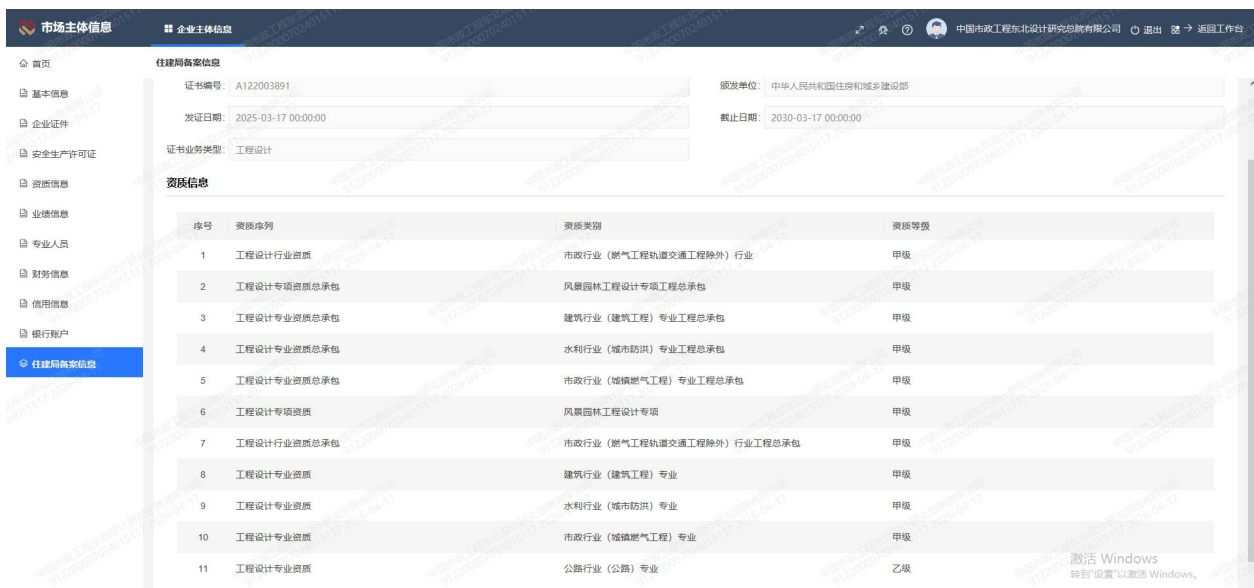 市场主体信息 企业主体信息 中国市政工程东北设计研究总院有限公司 退出 返回工作台
首页
基本信息
企业证件
安全生产许可证
资质信息
业绩信息
专业人员
财务信息
信用信息
银行账户
住建局备案信息
住建局备案信息
证书编号: A122003891 颁发单位: 中华人民共和国住房和城乡建设部
发证日期: 2025-03-17 00:00:00 截止日期: 2030-03-17 00:00:00
证书业务类型: 工程设计
资质信息
序号 资质序列 资质类别 资质等级
1 工程设计行业资质 市政行业（燃气工程轨道交通工程除外）行业 甲级
2 工程设计专项资质总承包 风景园林工程设计专项工程总承包 甲级
3 工程设计专业资质总承包 建筑行业（建筑工程）专业工程总承包 甲级
4 工程设计专业资质总承包 水利行业（城市防洪）专业工程总承包 甲级
5 工程设计专业资质总承包 市政行业（城镇燃气工程）专业工程总承包 甲级
6 工程设计专项资质 风景园林工程设计专项 甲级
7 工程设计行业资质总承包 市政行业（燃气工程轨道交通工程除外）行业工程总承包 甲级
8 工程设计专业资质 建筑行业（建筑工程）专业 甲级
9 工程设计专业资质 水利行业（城市防洪）专业 甲级
10 工程设计专业资质 市政行业（城镇燃气工程）专业 甲级
11 工程设计专业资质 公路行业（公路）专业 乙级
激活 Windows
转到"设置"以激活 Windows。